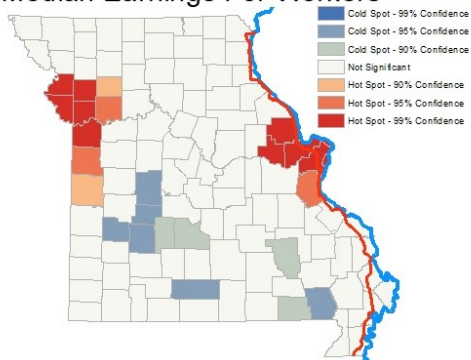 Median Earnings For Workers
Cold Spot - 99% Confidence
Cold Spot - 95% Confidence
Cold Spot - 90% Confidence
Not Significant
Hot Spot - 90% Confidence
Hot Spot - 95% Confidence
Hot Spot - 99% Confidence